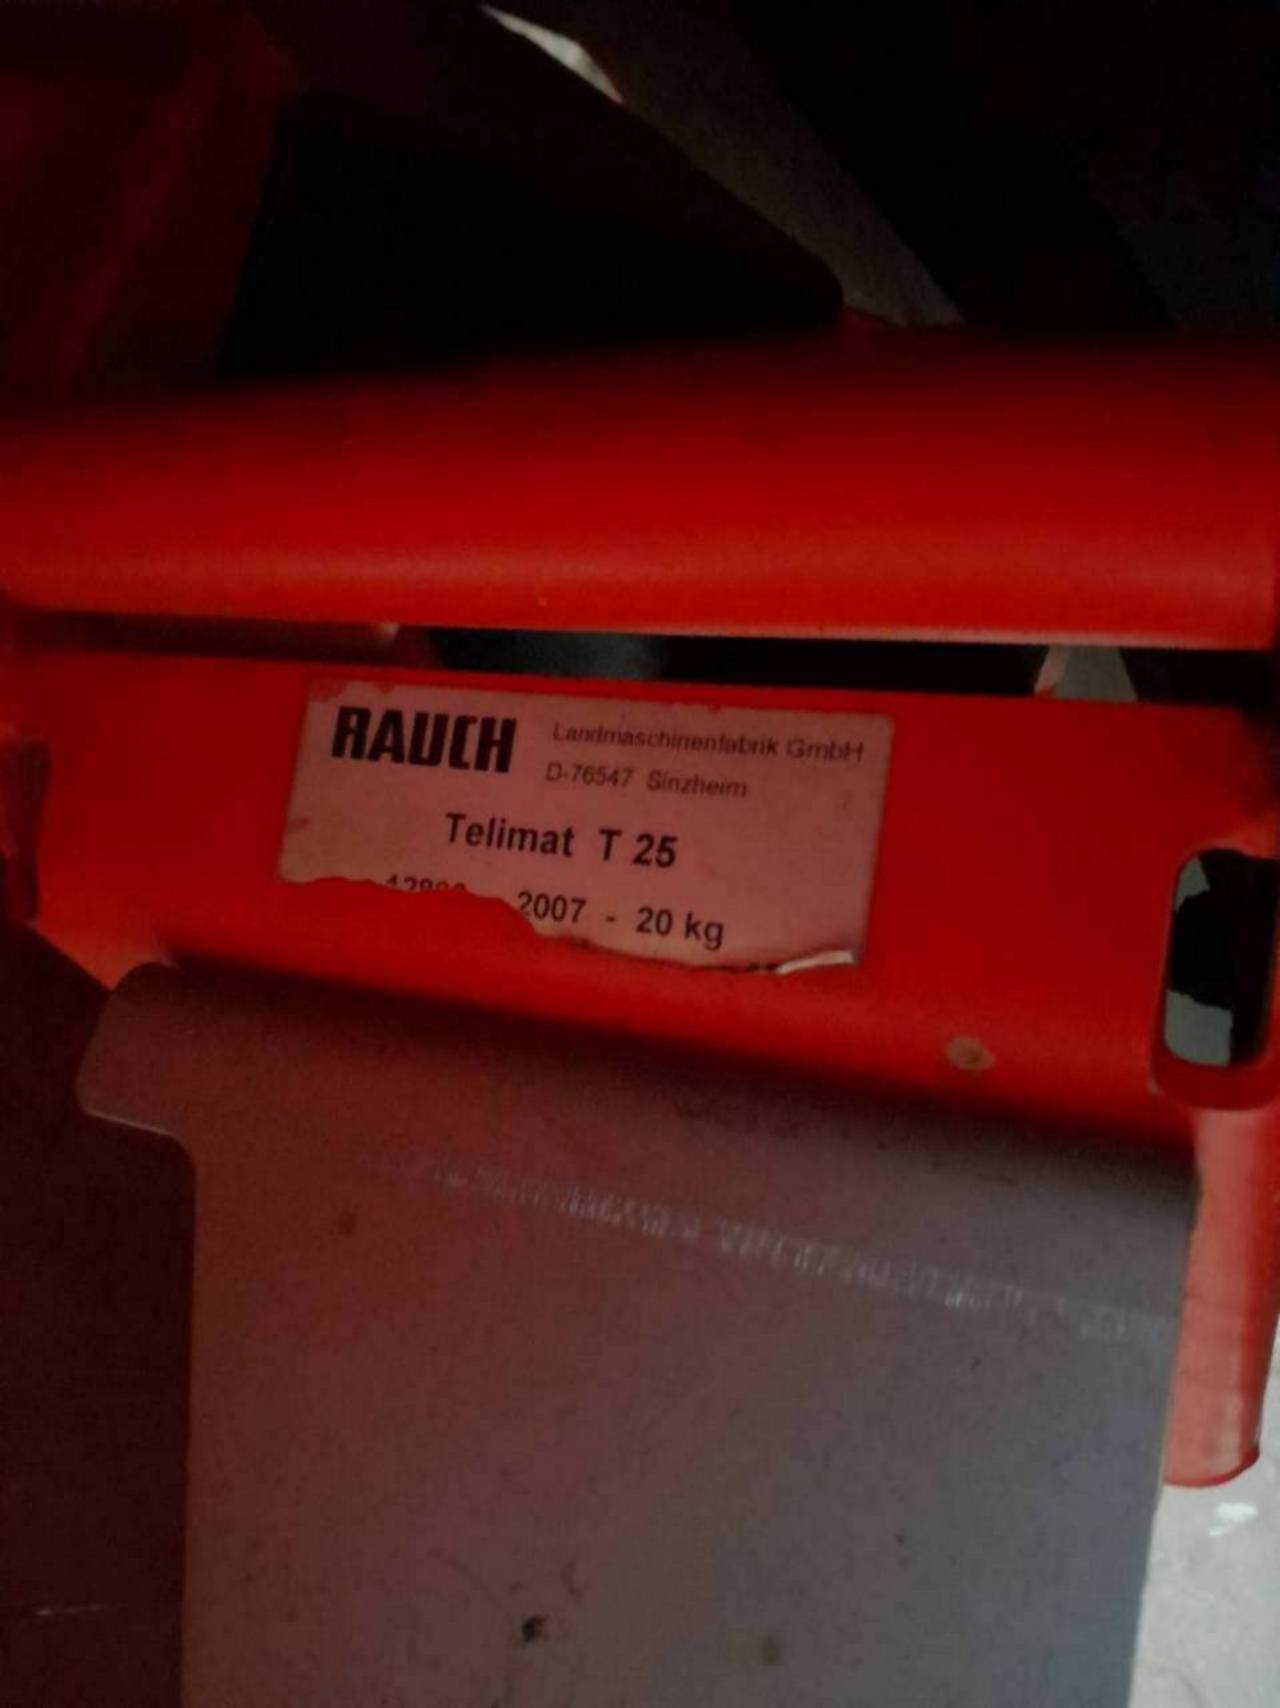 RAUCH
Landmaschinenfabrik GmbH
D-76547 Sinzheim
Telimat T 25
2007 - 20 kg